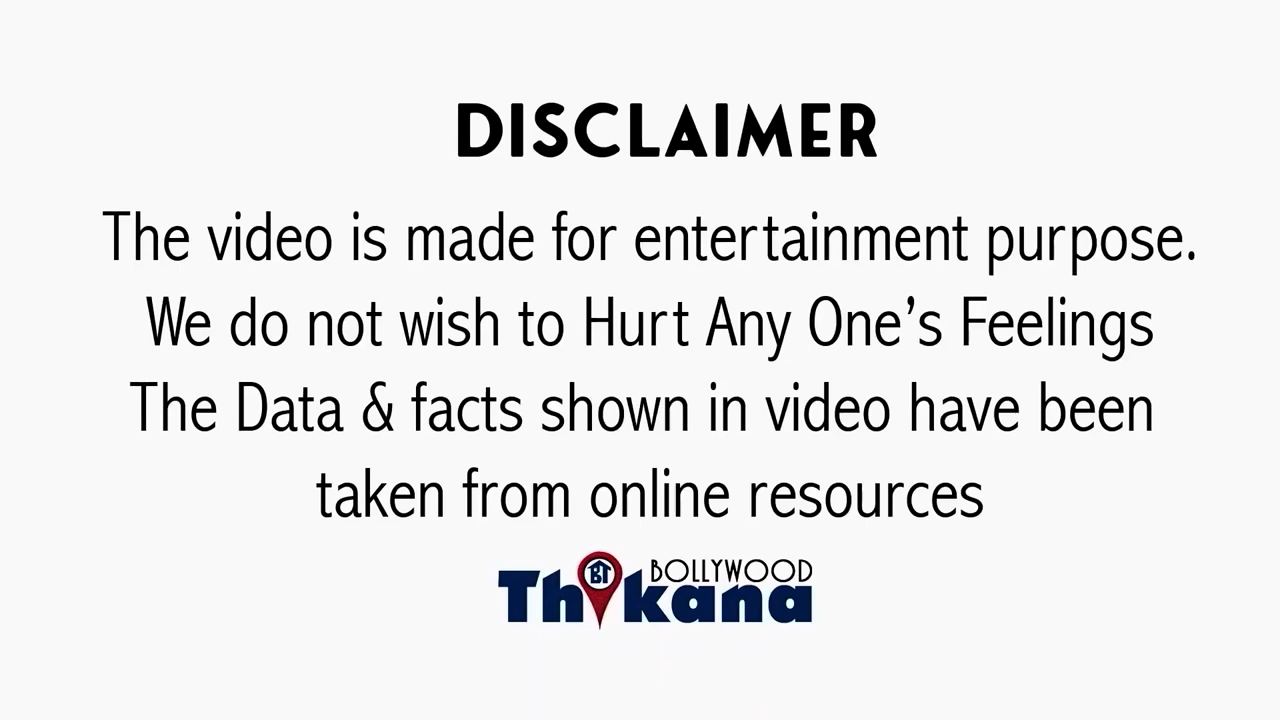 DISCLAIMER
The video is made for entertainment purpose.
We do not wish to Hurt Any One’s Feelings
The Data & facts shown in video have been
taken from online resources
BT
BOLLYWOOD
Thikana